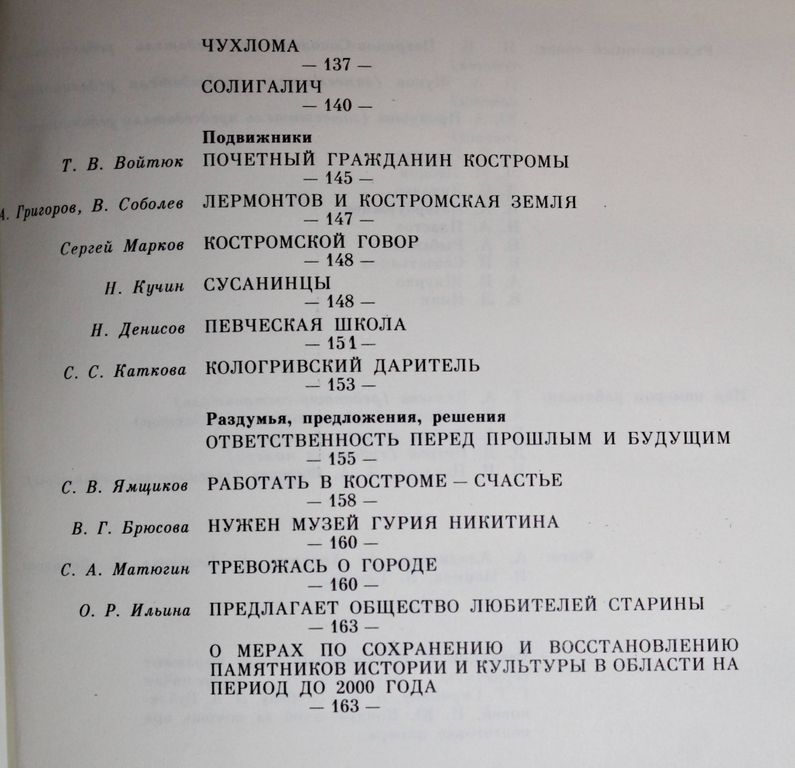 ЧУХЛОМА
— 137 —
СОЛИГАЛИЧ
— 140 —
Подвижники
Т. В. Войтюк ПОЧЕТНЫЙ ГРАЖДАНИН КОСТРОМЫ
— 145 —
А. Григоров, В. Соболев ЛЕРМОНТОВ И КОСТРОМСКАЯ ЗЕМЛЯ
— 147 —
Сергей Марков КОСТРОМСКОЙ ГОВОР
— 148 —
Н. Кучин СУСАНИНЦЫ
— 148 —
Н. Денисов ПЕВЧЕСКАЯ ШКОЛА
— 151 —
С. С. Каткова КОЛОГРИВСКИЙ ДАРИТЕЛЬ
— 153 —
Раздумья, предложения, решения
ОТВЕТСТВЕННОСТЬ ПЕРЕД ПРОШЛЫМ И БУДУЩИМ
— 155 —
С. В. Ямщиков РАБОТАТЬ В КОСТРОМЕ — СЧАСТЬЕ
— 158 —
В. Г. Брюсова НУЖЕН МУЗЕЙ ГУРИЯ НИКИТИНА
— 160 —
С. А. Матюгин ТРЕВОЖАСЬ О ГОРОДЕ
— 160 —
О. Р. Ильина ПРЕДЛАГАЕТ ОБЩЕСТВО ЛЮБИТЕЛЕЙ СТАРИНЫ
— 163 —
О МЕРАХ ПО СОХРАНЕНИЮ И ВОССТАНОВЛЕНИЮ
ПАМЯТНИКОВ ИСТОРИИ И КУЛЬТУРЫ В ОБЛАСТИ НА
ПЕРИОД ДО 2000 ГОДА
— 163 —